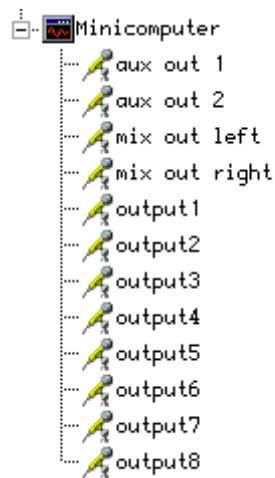 Minicomputer
aux out 1
aux out 2
mix out left
mix out right
output1
output2
output3
output4
output5
output6
output7
output8